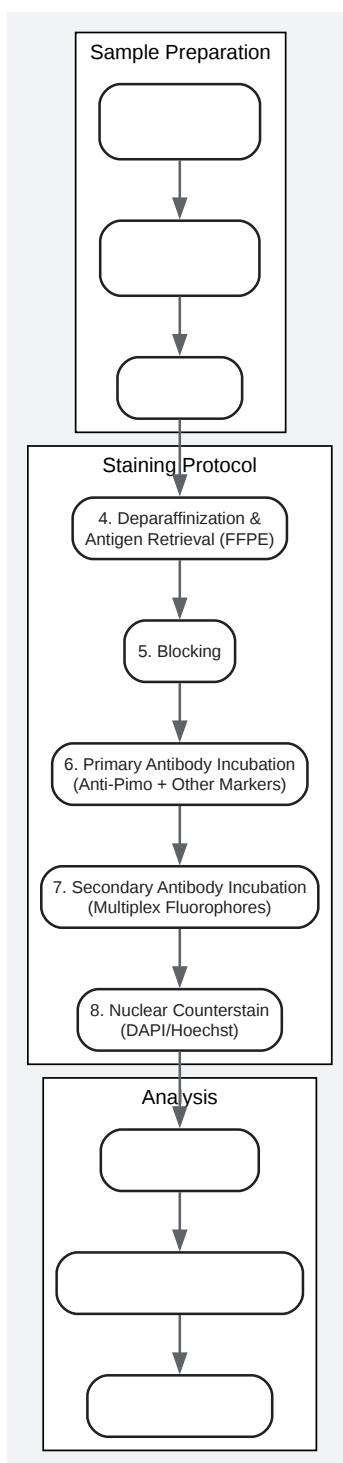 Sample Preparation
Staining Protocol
4. Deparaffinization &
Antigen Retrieval (FFPE)
5. Blocking
6. Primary Antibody Incubation
(Anti-Pimo + Other Markers)
7. Secondary Antibody Incubation
(Multiplex Fluorophores)
8. Nuclear Counterstain
(DAPI/Hoechst)
Analysis